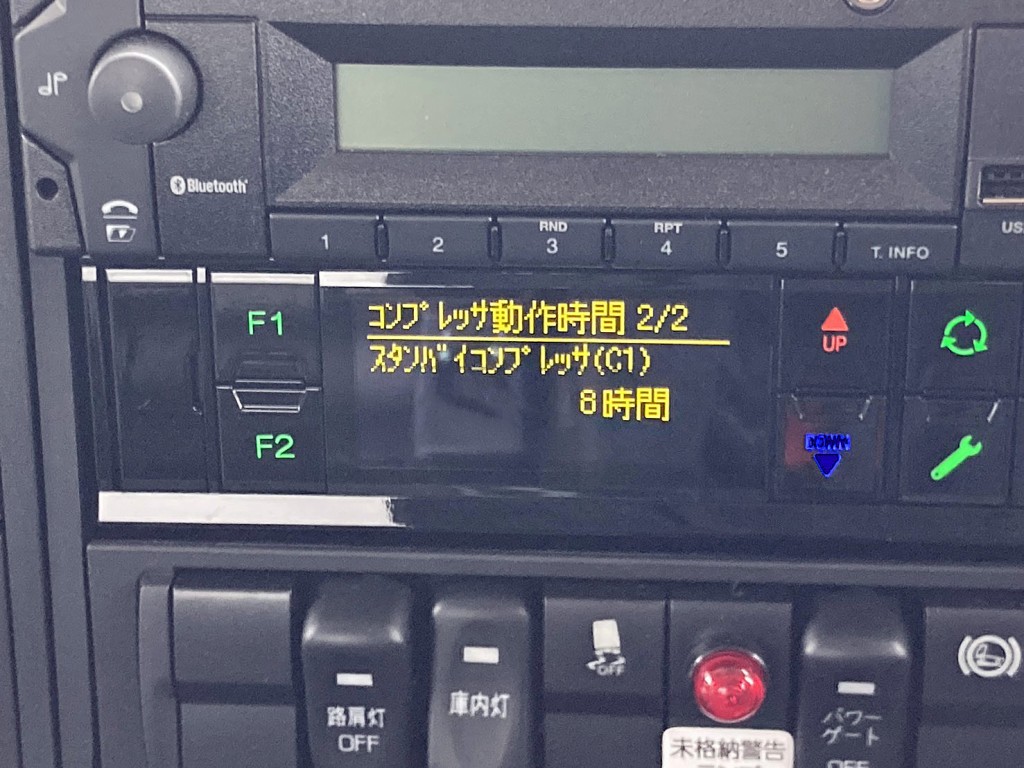 Bluetooth
1
2
RND
3
RPT
4
5
T. INFO
F1
F2
コンプレッサ動作時間 2/2
スタンバイコンプレッサ(C1)
8時間
UP
DOWN
路肩灯
OFF
庫内灯
OFF
未格納警告
パワー
ゲート
OFF